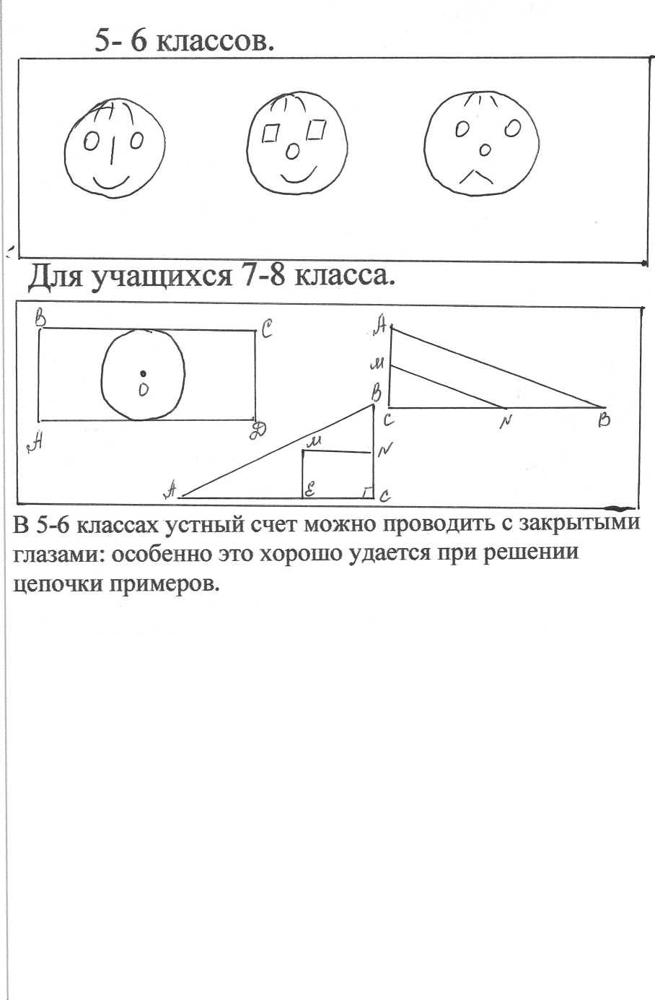 5- 6 классов.
Для учащихся 7-8 класса.
B
C
O
A
D
A
M
C
N
B
B
M
N
A
E
C
В 5-6 классах устный счет можно проводить с закрытыми
глазами: особенно это хорошо удается при решении
цепочки примеров.